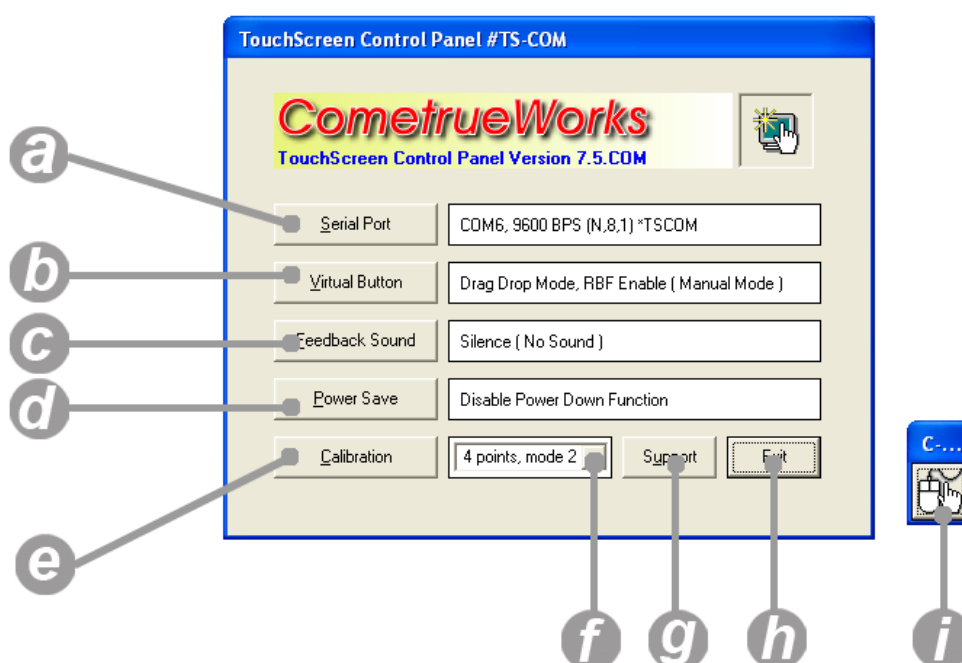 TouchScreen Control Panel #TS-COM
CometrueWorks
TouchScreen Control Panel Version 7.5.COM
a
Serial Port COM6, 9600 BPS (N,8,1) *TSCOM
b
Virtual Button Drag Drop Mode, RBF Enable ( Manual Mode )
c
Feedback Sound Silence ( No Sound )
d
Power Save Disable Power Down Function
Calibration 4 points, mode 2 Support Exit
C-...
e
f g h i